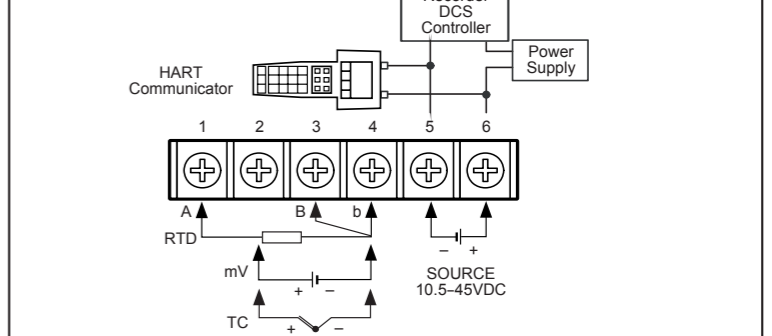 DCS
Controller
Power
Supply
HART
Communicator
1 2 3 4 5 6
A B b
RTD
– +
mV
+ –
SOURCE
10.5–45VDC
TC
+ –